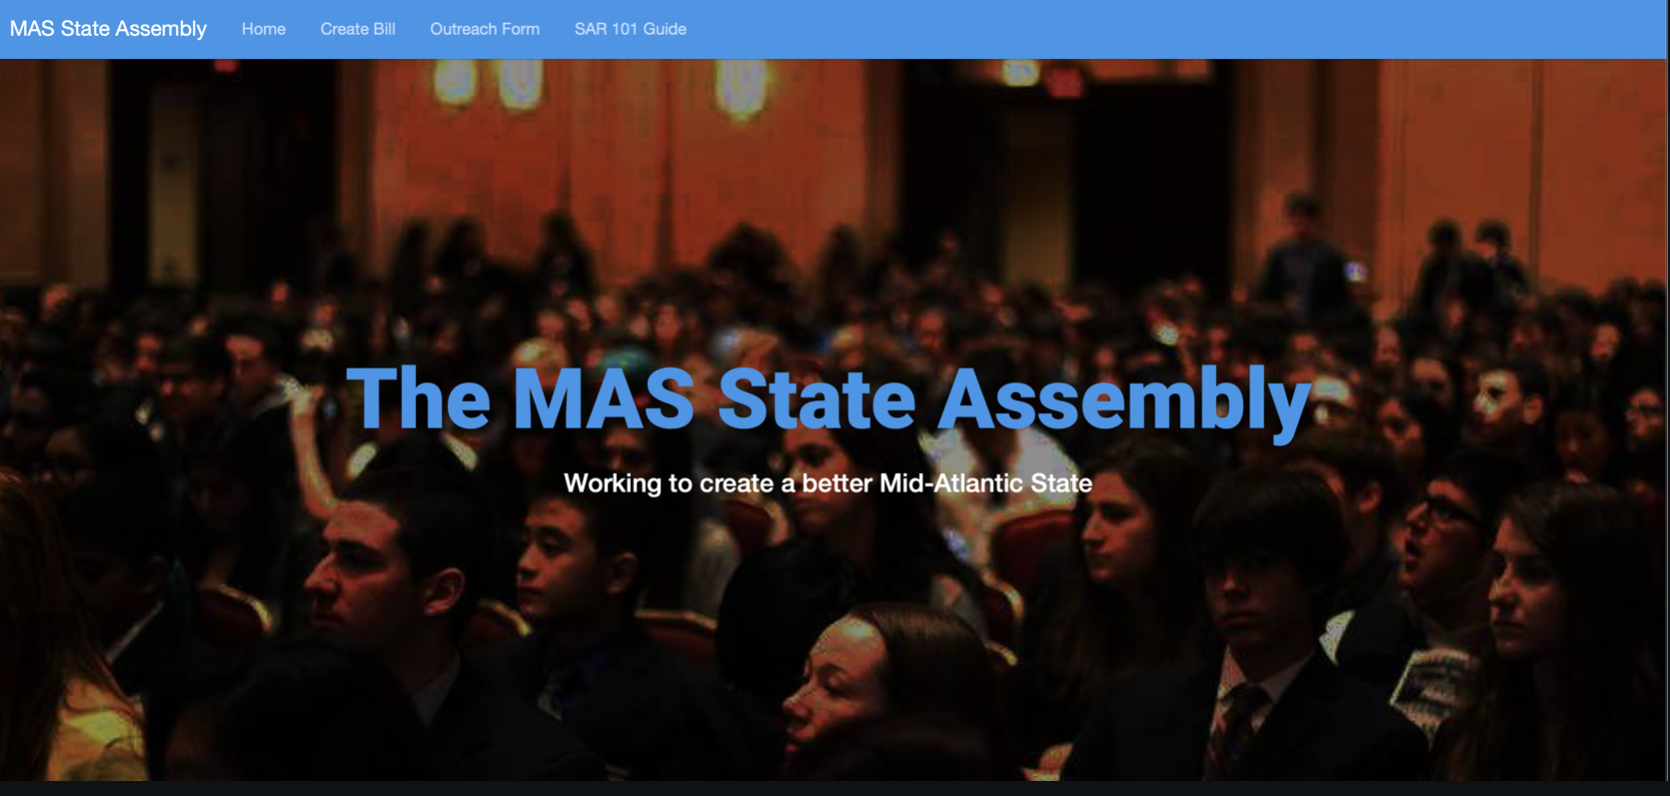 MAS State Assembly Home Create Bill Outreach Form SAR 101 Guide
The MAS State Assembly
Working to create a better Mid-Atlantic State